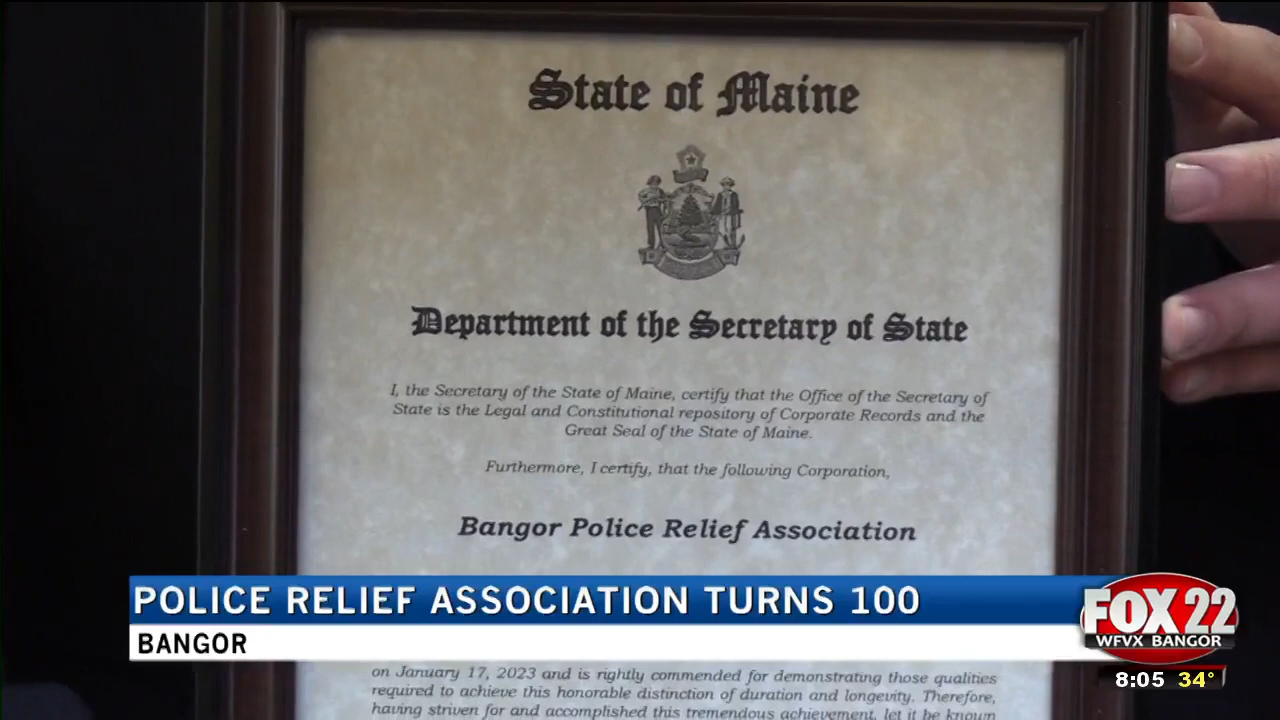 State of Maine
Department of the Secretary of State
I, the Secretary of the State of Maine, certify that the Office of the Secretary of
State is the Legal and Constitutional repository of Corporate Records and the
Great Seal of the State of Maine.
Furthermore, I certify, that the following Corporation,
Bangor Police Relief Association
POLICE RELIEF ASSOCIATION TURNS 100
BANGOR
FOX 22
WFVX BANGOR
8:05 34°
on January 17, 2023 and is rightly commended for demonstrating those qualities
required to achieve this honorable distinction of duration and longevity. Therefore,
having striven for and accomplished this tremendous achievement, let it be known